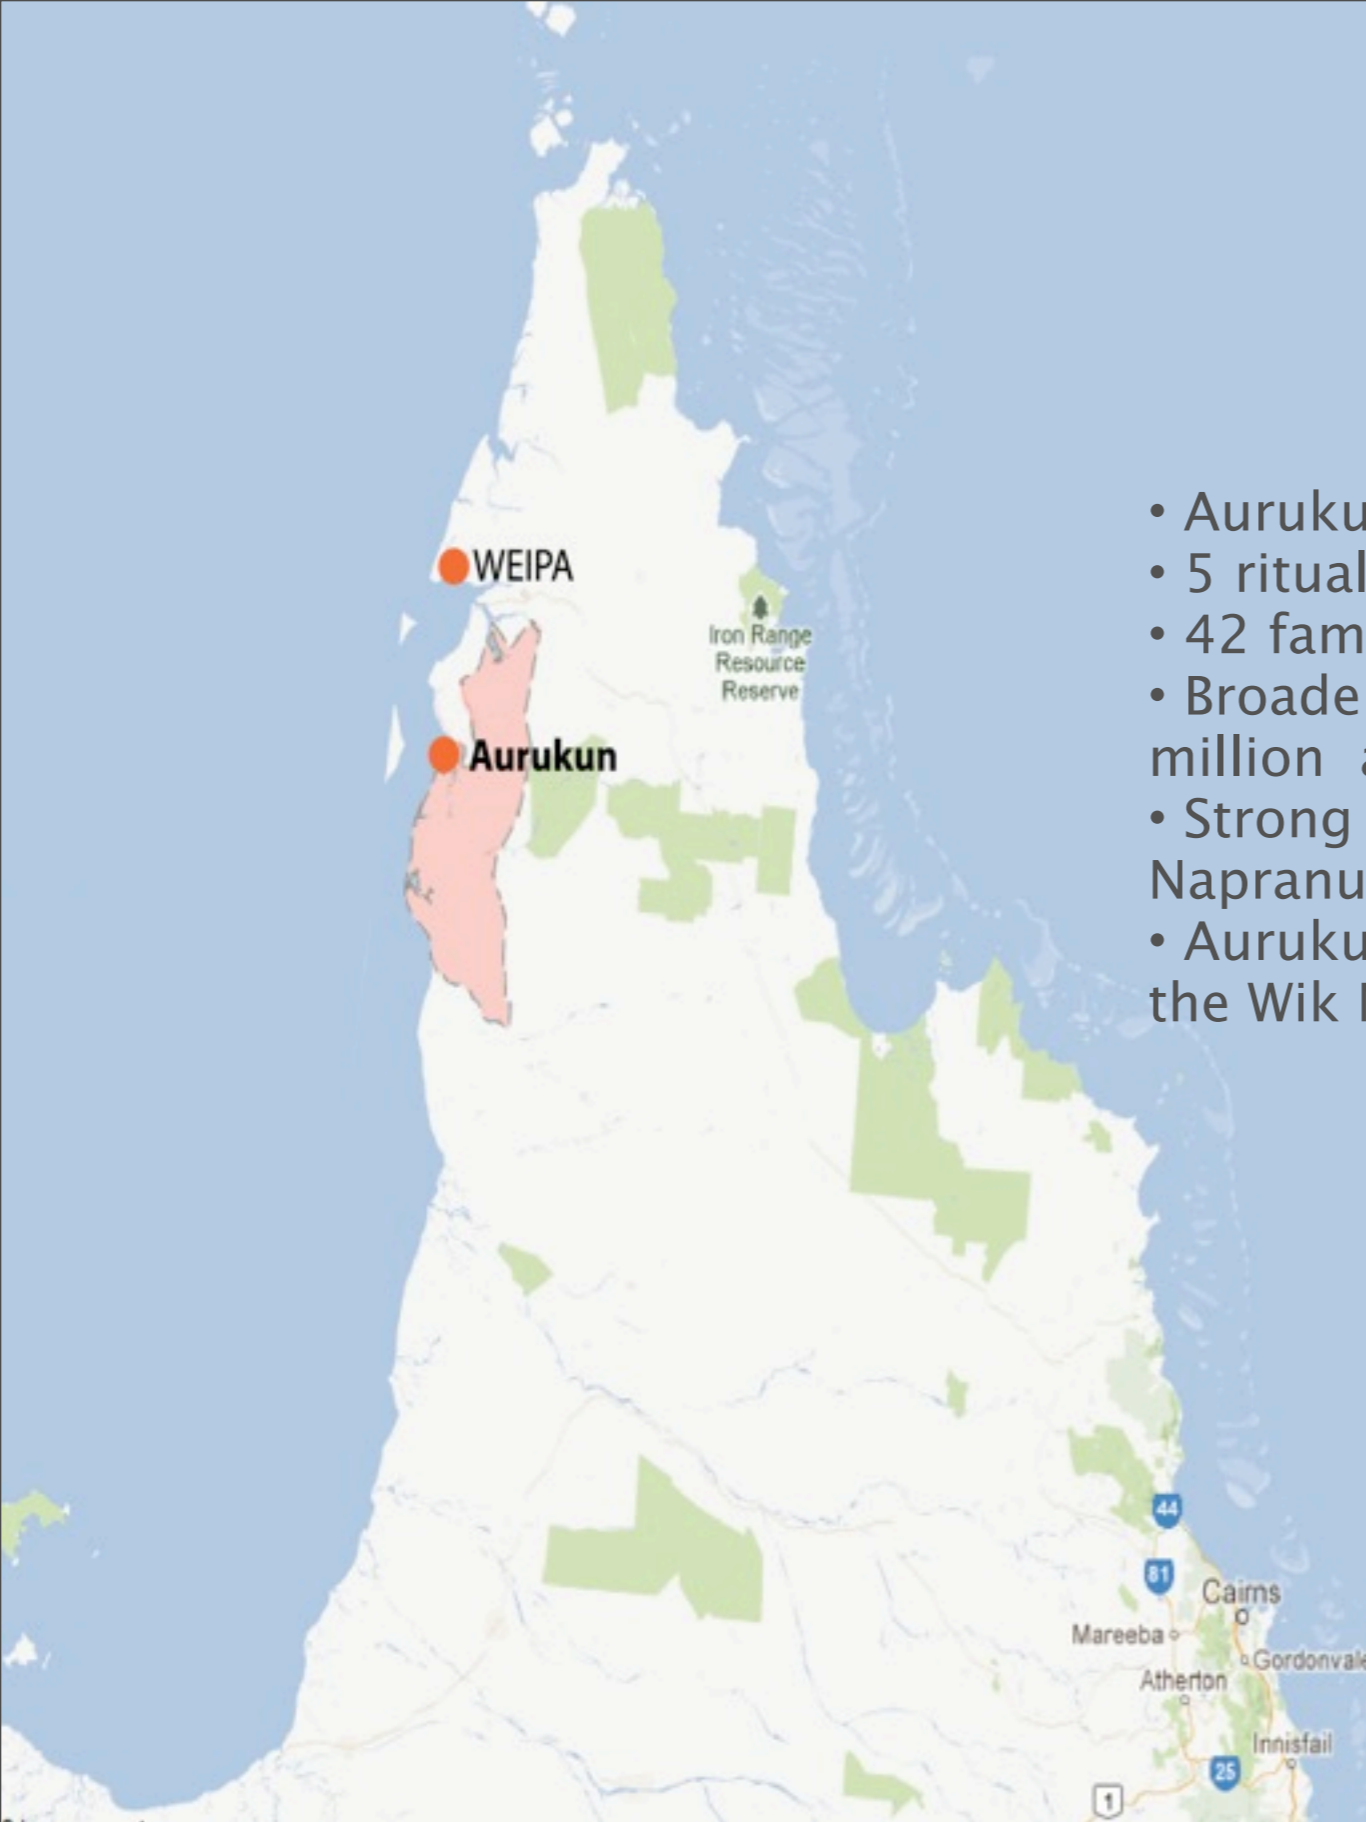 WEIPA
Iron Range
Resource
Reserve
Aurukun
• Auruku
• 5 ritual
• 42 fam
• Broade
million a
• Strong
Napranu
• Auruku
the Wik
44
81
Cairns
Mareeba
Gordonvale
Atherton
Innisfail
25
1